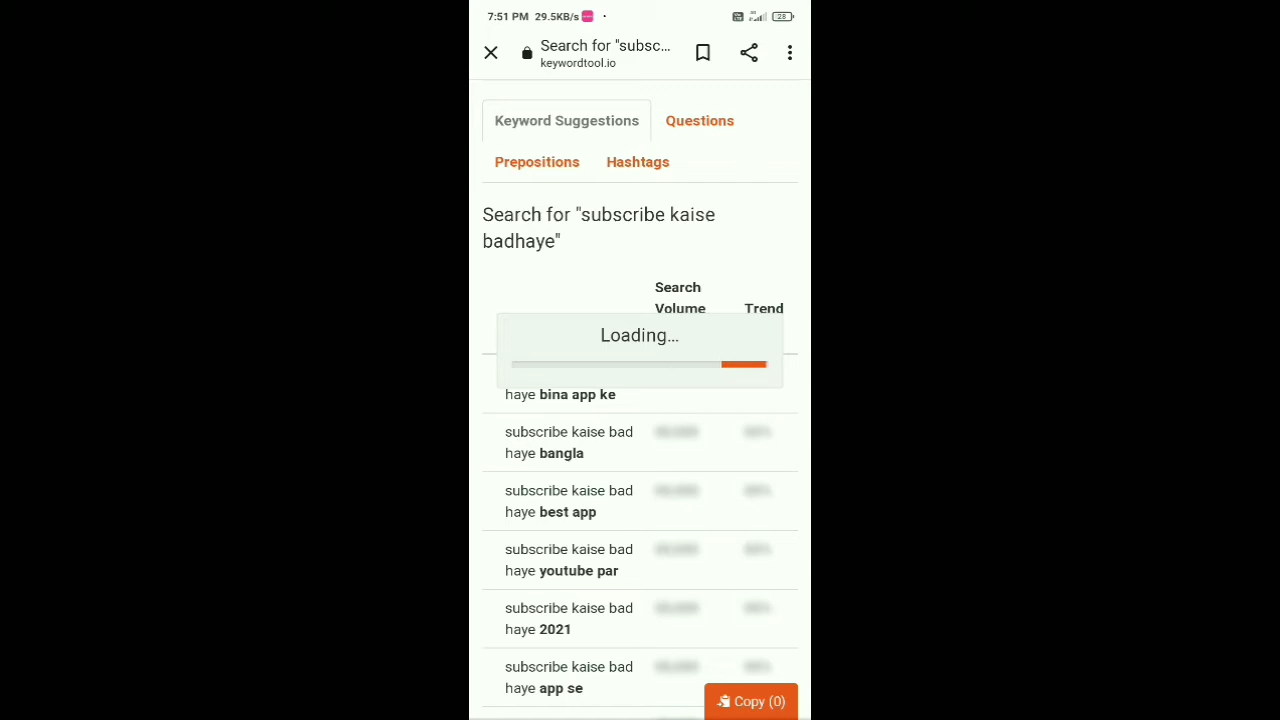 7:51 PM 29.5KB/s
28
Search for "subsc...
keywordtool.io
Keyword Suggestions
Questions
Prepositions
Hashtags
Search for "subscribe kaise
badhaye"
Search
Volume
Trend
Loading...
haye bina app ke
subscribe kaise bad
haye bangla
subscribe kaise bad
haye best app
subscribe kaise bad
haye youtube par
subscribe kaise bad
haye 2021
subscribe kaise bad
haye app se
Copy (0)